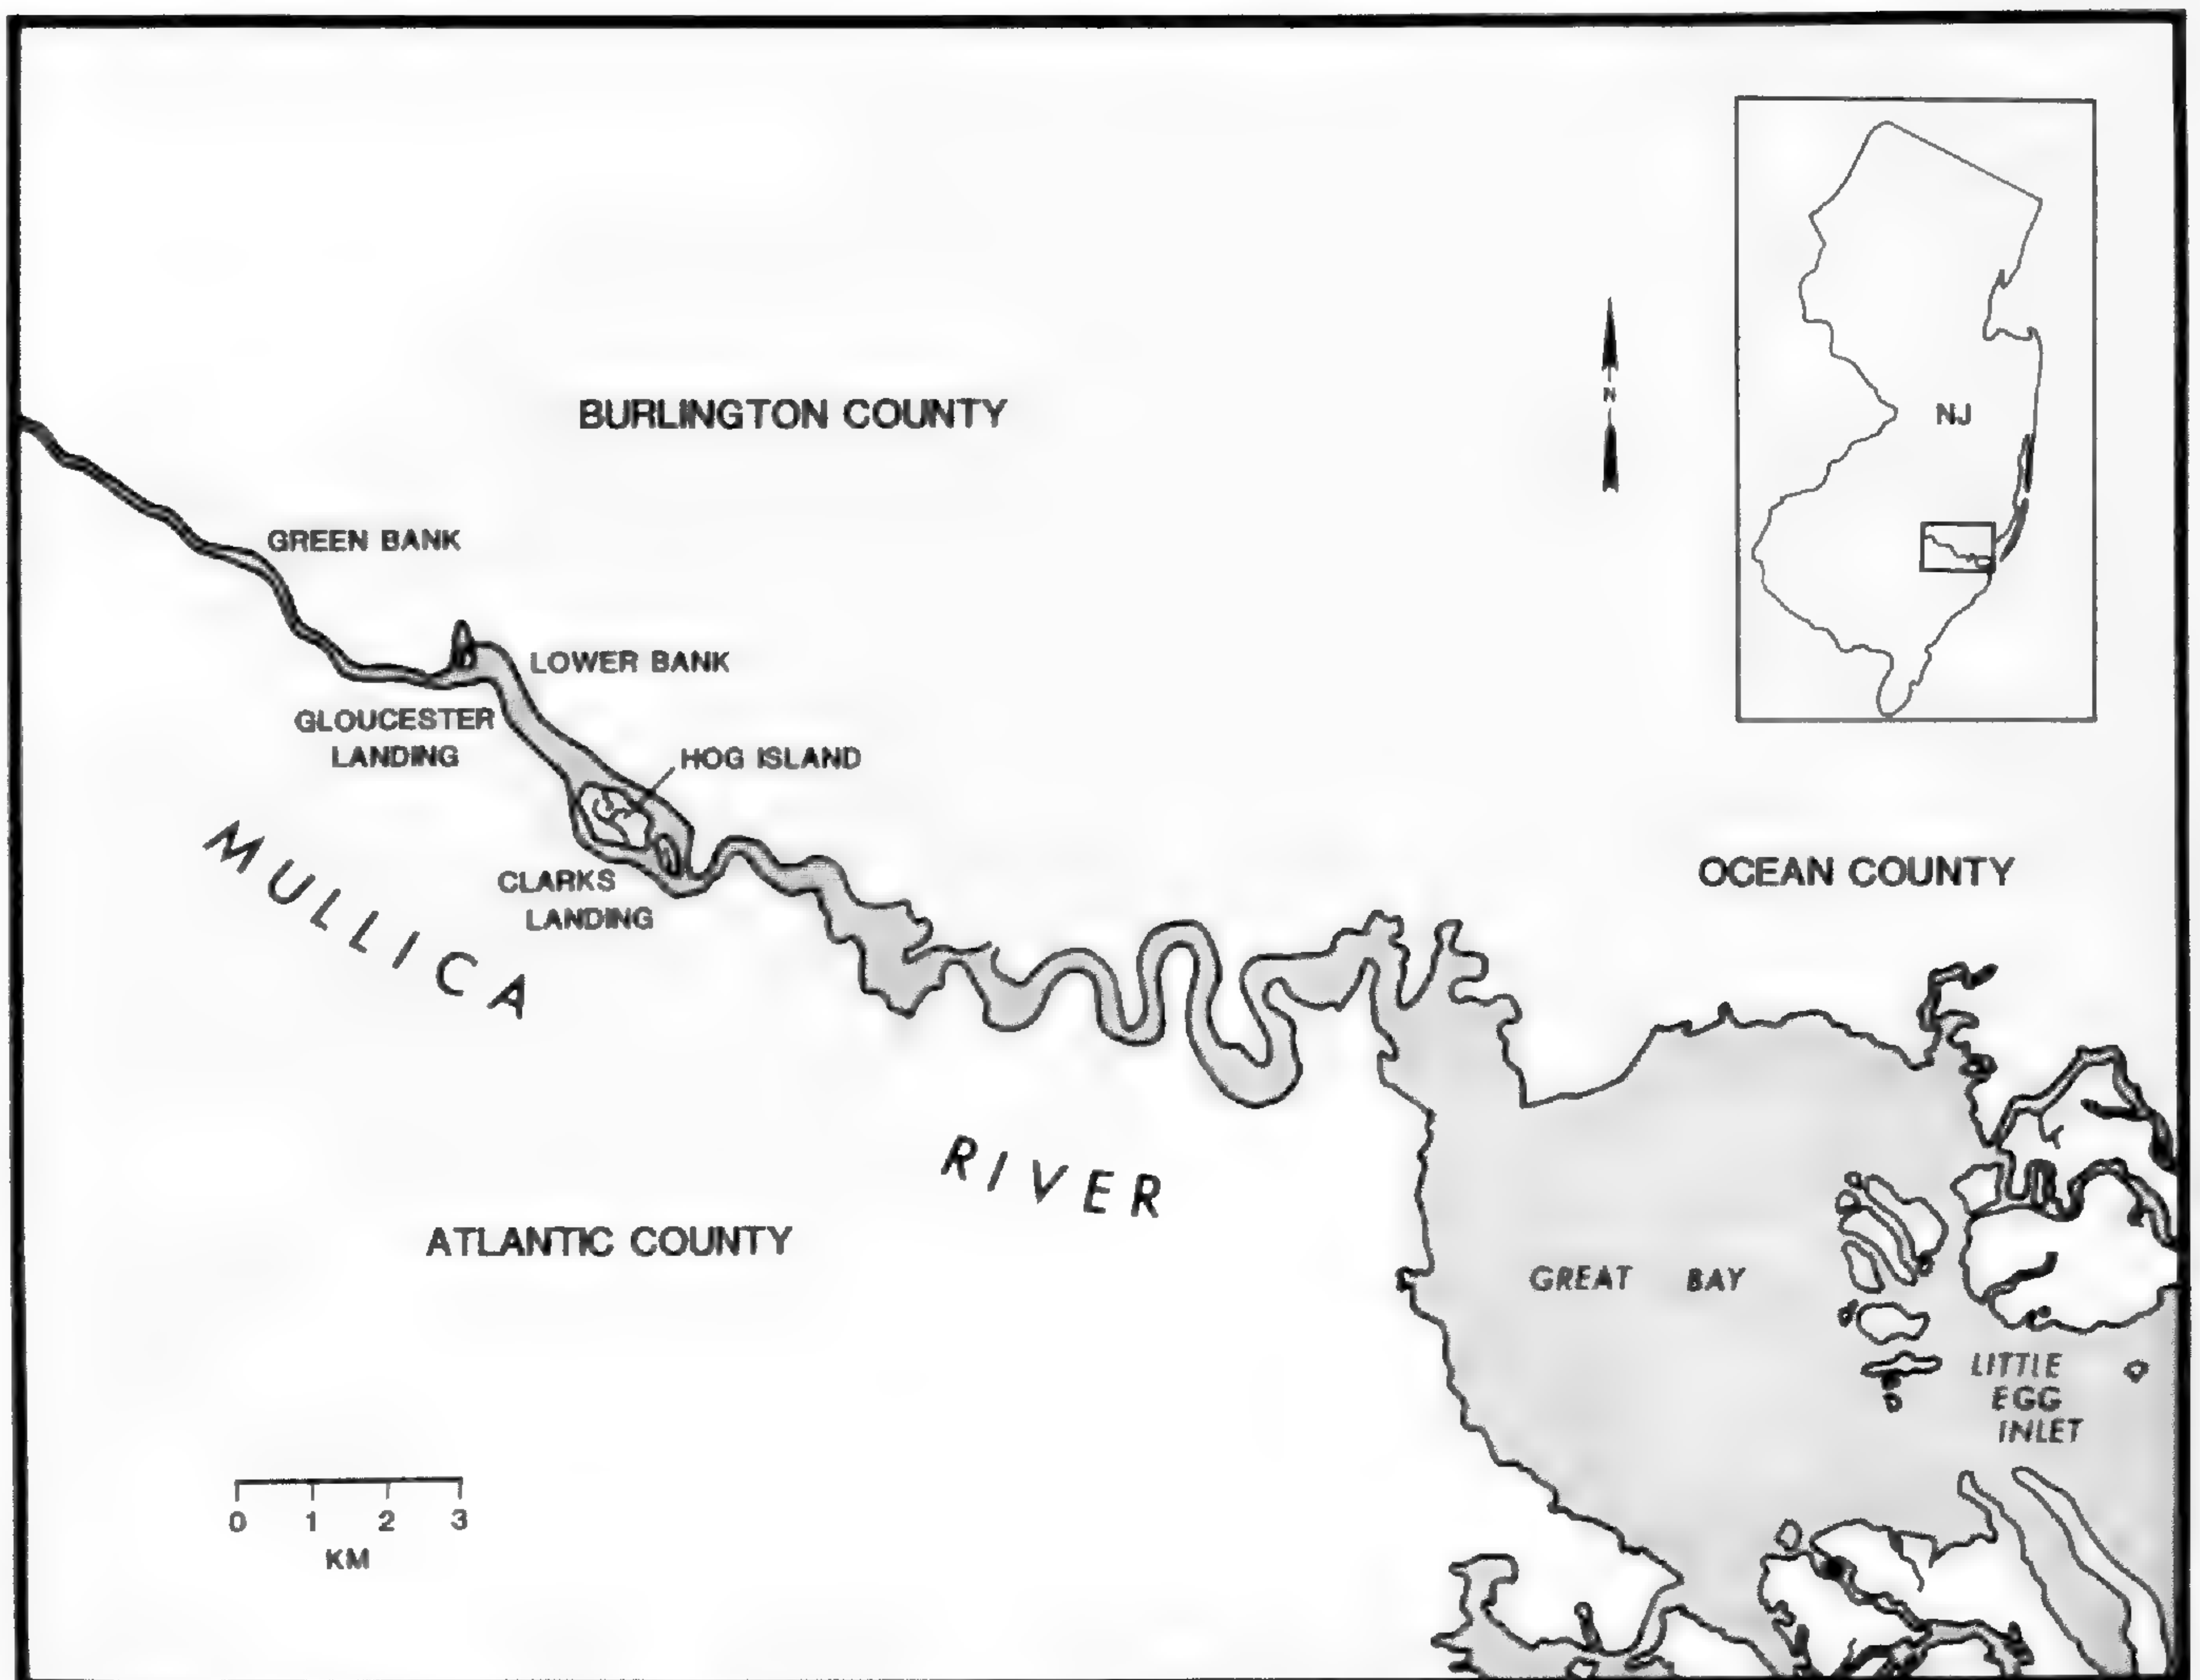 BURLINGTON COUNTY
N
NJ
GREEN BANK
LOWER BANK
GLOUCESTER
LANDING
HOG ISLAND
CLARKS
LANDING
MULLICA
RIVER
OCEAN COUNTY
ATLANTIC COUNTY
GREAT BAY
LITTLE
EGG
INLET
0 1 2 3
KM